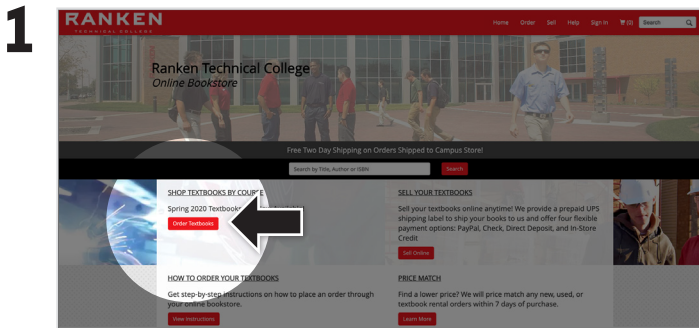 1
RANKEN
TECHNICAL COLLEGE
Home Order Sell Help Sign In (0) Search
Ranken Technical College
Online Bookstore
Free Two Day Shipping on Orders Shipped to Campus Store!
Search by Title, Author or ISBN Search
SHOP TEXTBOOKS BY COURSE
Spring 2020 Textbooks
Order Textbooks
SELL YOUR TEXTBOOKS
Sell your textbooks online anytime! We provide a prepaid UPS
shipping label to ship your books to us and offer four flexible
payment options: PayPal, Check, Direct Deposit, and In-Store
Credit
Sell Online
HOW TO ORDER YOUR TEXTBOOKS
Get step-by-step instructions on how to place an order through
your online bookstore.
View Instructions
PRICE MATCH
Find a lower price? We will price match any new, used, or
textbook rental orders within 7 days of purchase.
Learn More